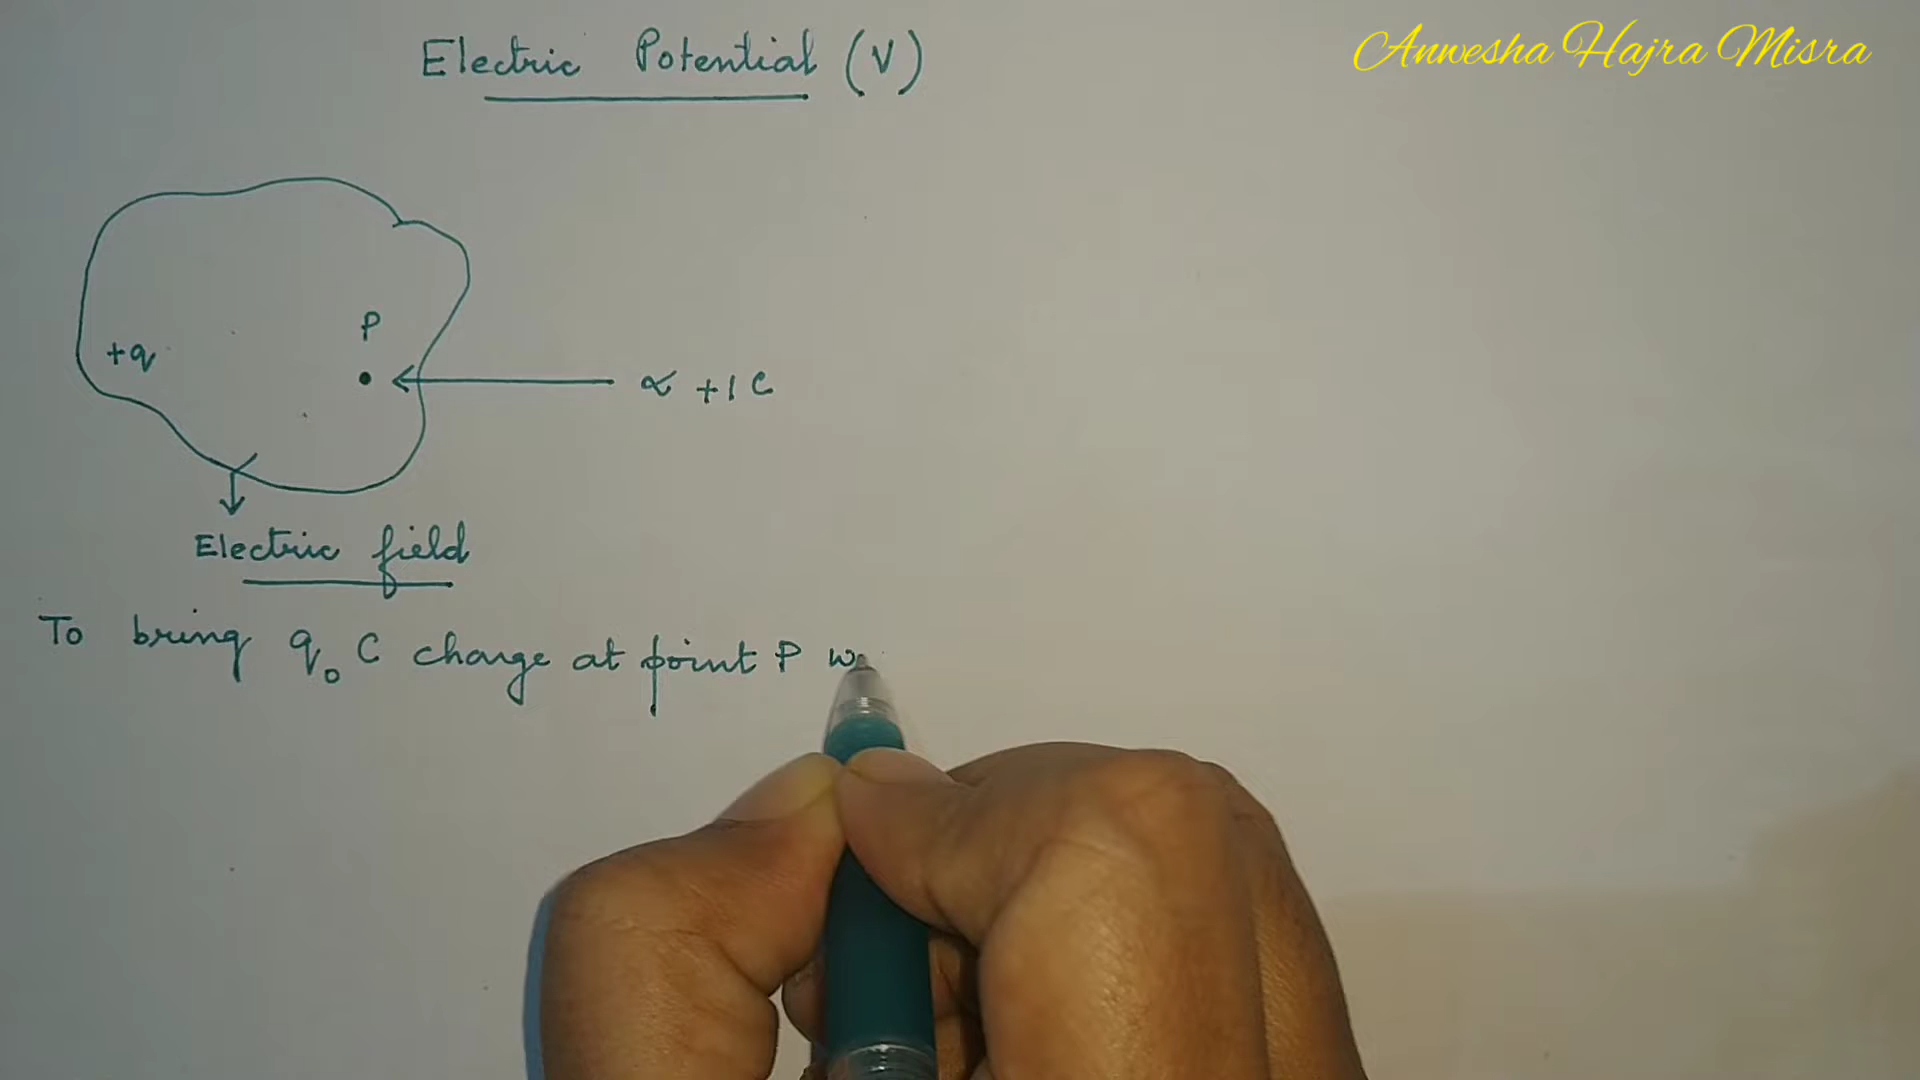 Electric Potential (V)
Anwesha Hajra Misra
P
+q
∝ +1 C
Electric field
To bring q₀ C charge at point P w